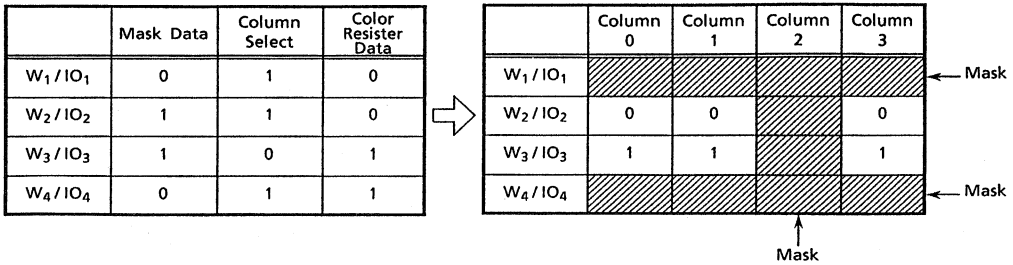 Mask Data Column Select Color Resister Data
W1/IO1 0 1 0
W2/IO2 1 1 0
W3/IO3 1 0 1
W4/IO4 0 1 1
Column 0 Column 1 Column 2 Column 3
W1/IO1 Mask
W2/IO2 0 0 0
W3/IO3 1 1 1
W4/IO4 Mask
Mask